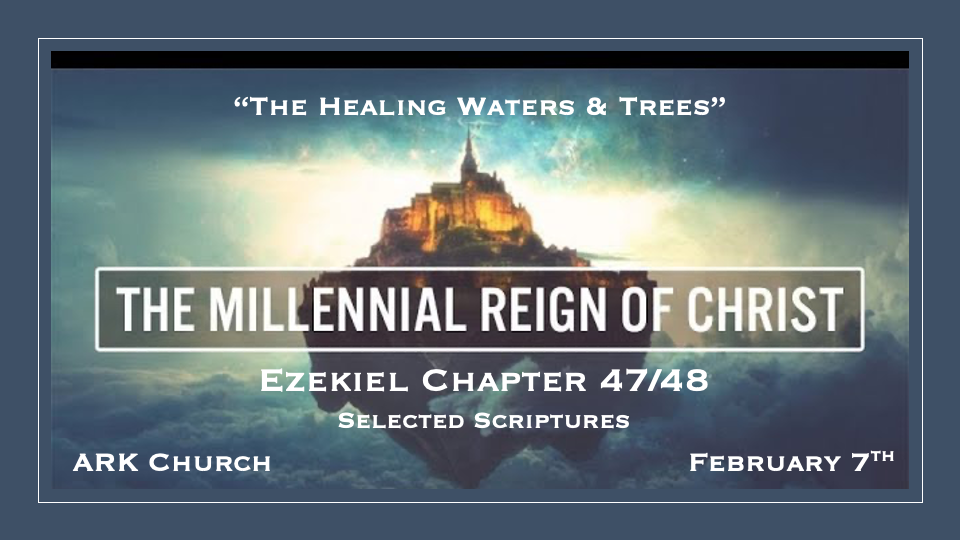 “The Healing Waters & Trees”
THE MILLENNIAL REIGN OF CHRIST
Ezekiel Chapter 47/48
Selected Scriptures
ARK Church
February 7TH